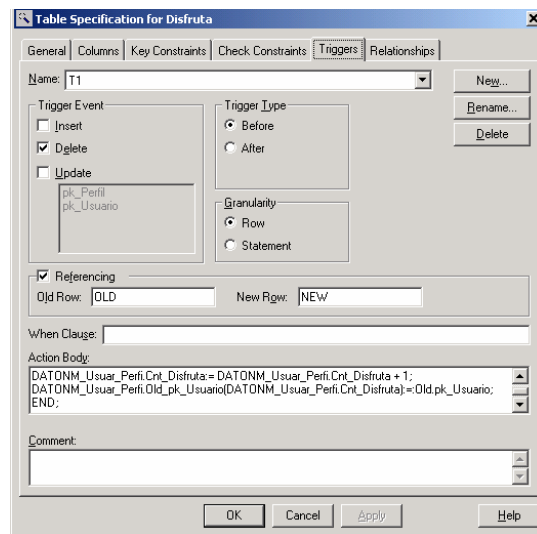 Table Specification for Disfruta
General Columns Key Constraints Check Constraints Triggers Relationships
Name: T1
New...
Trigger Event
Trigger Type
Rename...
Insert
Before
Delete
Delete
After
Update
pk_Perfil
pk_Usuario
Granularity
Row
Statement
Referencing
Old Row: OLD New Row: NEW
When Clause:
Action Body:
DATONM_Usuar_Perfi.Cnt_Disfruta:= DATONM_Usuar_Perfi.Cnt_Disfruta + 1;
DATONM_Usuar_Perfi.Old_pk_Usuario(DATONM_Usuar_Perfi.Cnt_Disfruta):=:Old.pk_Usuario;
END;
Comment:
OK Cancel Apply Help